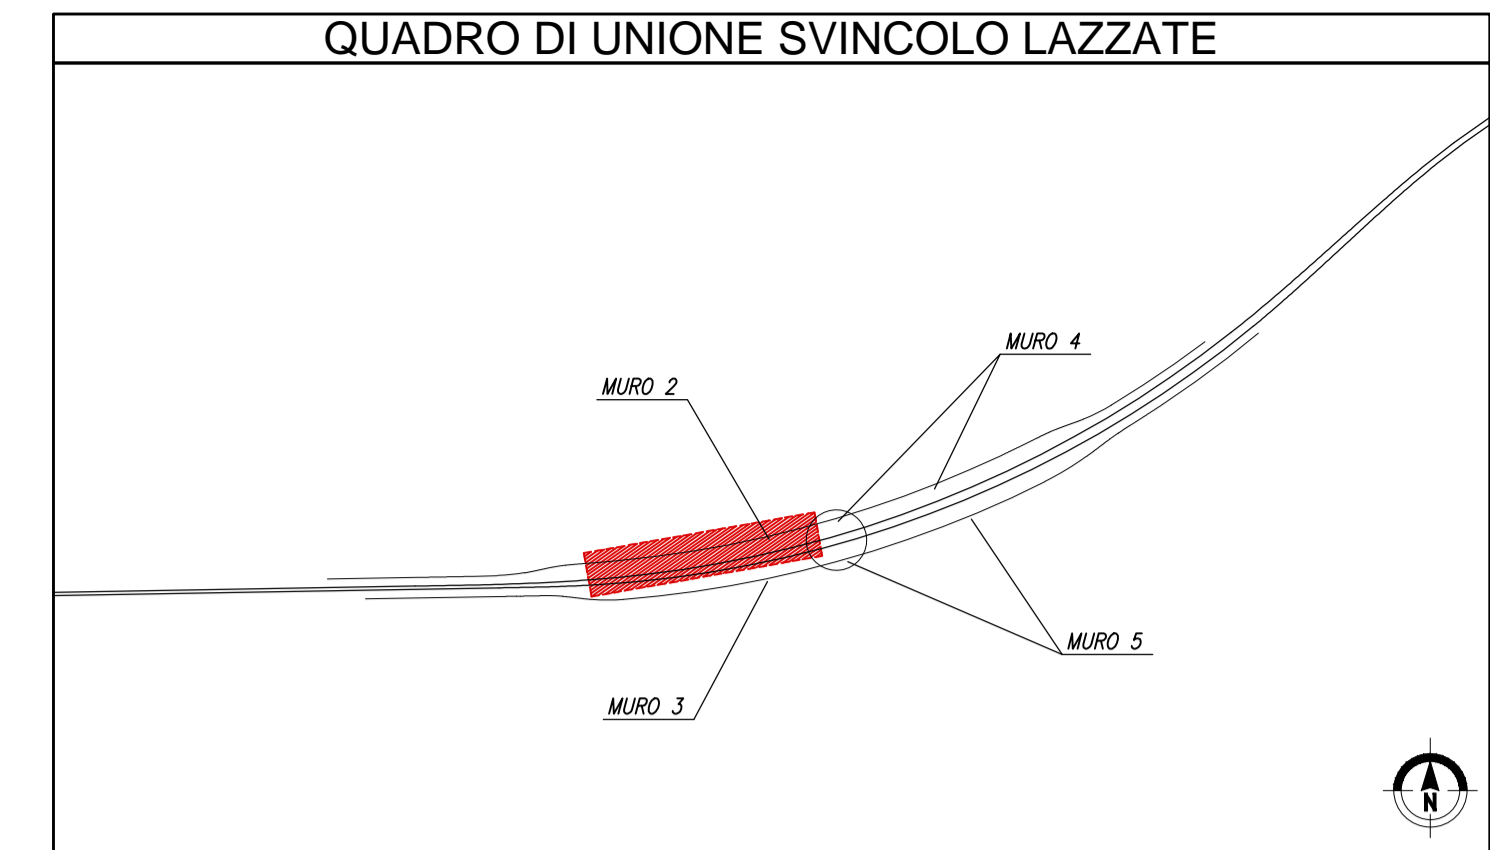 QUADRO DI UNIONE SVINCOLO LAZZATE
MURO 4
MURO 2
MURO 5
MURO 3
N